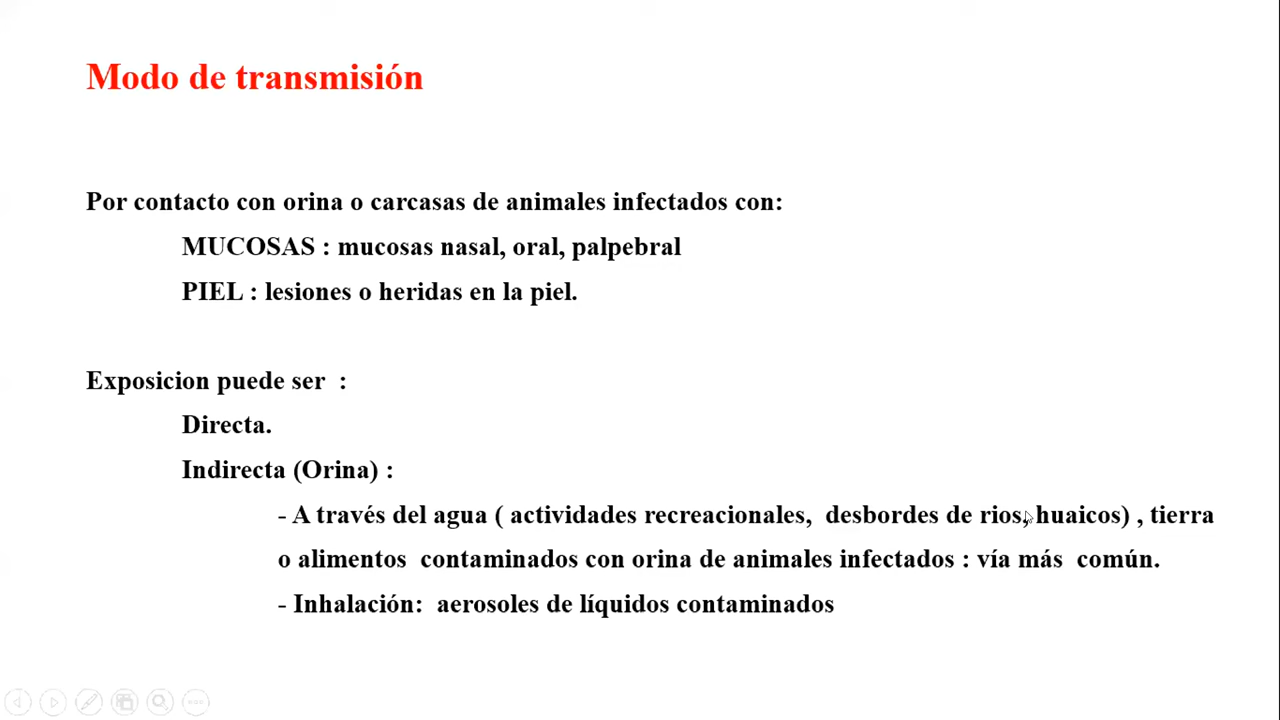 Modo de transmisión
Por contacto con orina o carcasas de animales infectados con:
MUCOSAS : mucosas nasal, oral, palpebral
PIEL : lesiones o heridas en la piel.
Exposicion puede ser  :
Directa.
Indirecta (Orina) :
- A través del agua ( actividades recreacionales,  desbordes de rios, huaicos) , tierra
o alimentos  contaminados con orina de animales infectados : vía más  común.
- Inhalación:  aerosoles de líquidos contaminados